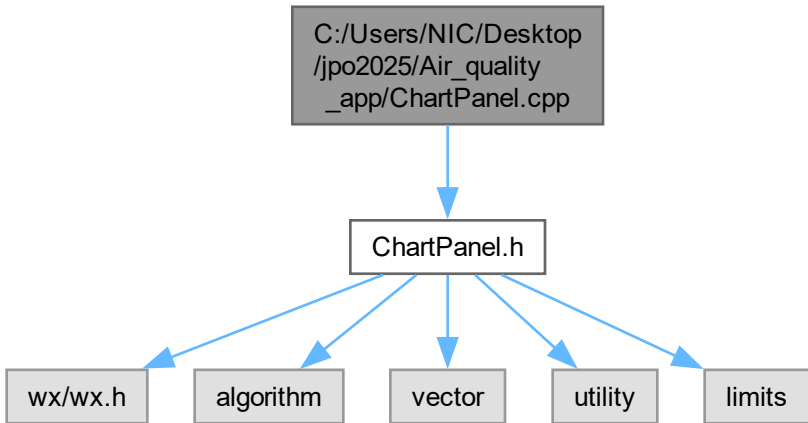 C:/Users/NIC/Desktop
/jpo2025/Air_quality
_app/ChartPanel.cpp
ChartPanel.h
wx/wx.h
algorithm
vector
utility
limits